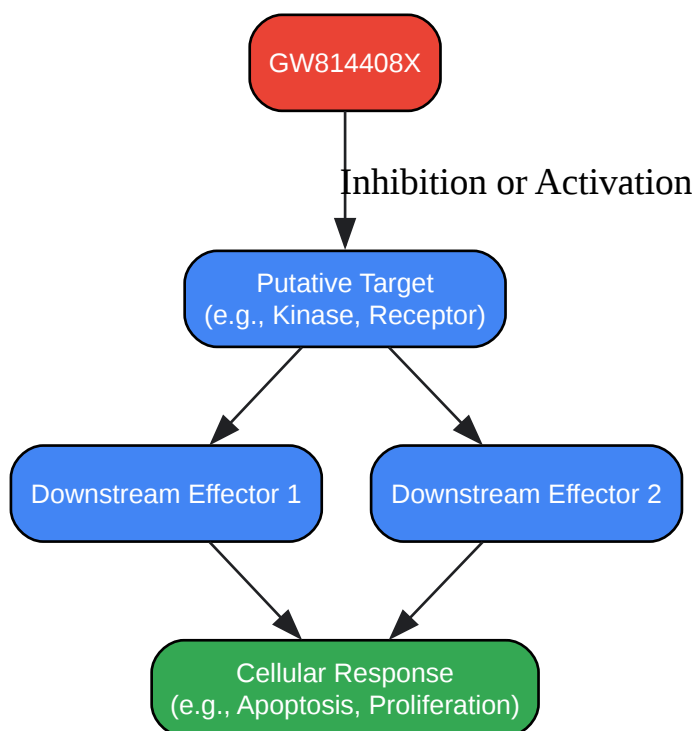 GW814408X
Inhibition or Activation
Putative Target
(e.g., Kinase, Receptor)
Downstream Effector 1
Downstream Effector 2
Cellular Response
(e.g., Apoptosis, Proliferation)